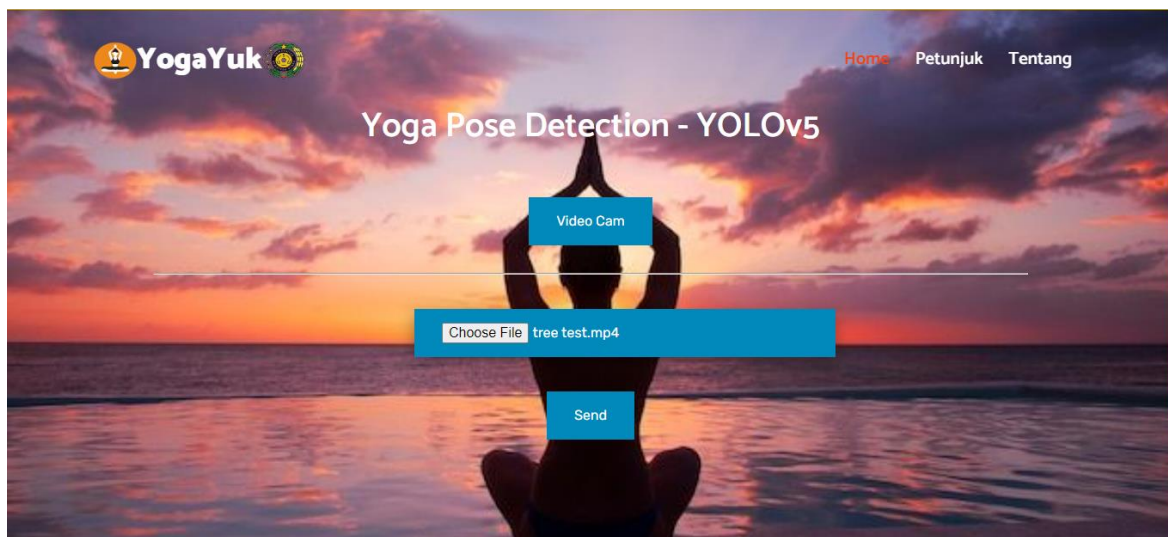 YogaYuk
Home Petunjuk Tentang
Yoga Pose Detection - YOLOv5
Video Cam
Choose File tree test.mp4
Send